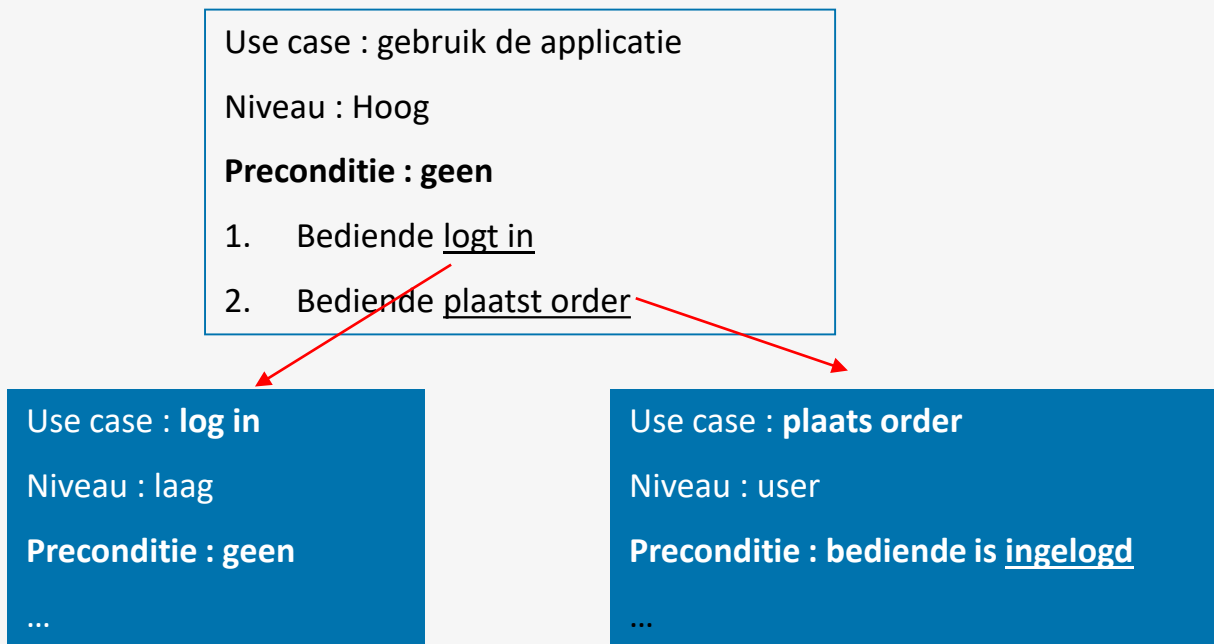 Use case : gebruik de applicatie
Niveau : Hoog
Preconditie : geen
1. Bediende logt in
2. Bediende plaatst order
Use case : log in
Niveau : laag
Preconditie : geen
...
Use case : plaats order
Niveau : user
Preconditie : bediende is ingelogd
...